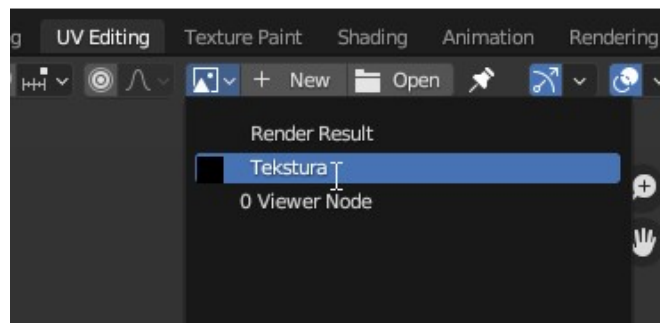 g UV Editing Texture Paint Shading Animation Rendering
+ New Open
Render Result
Tekstura
0 Viewer Node